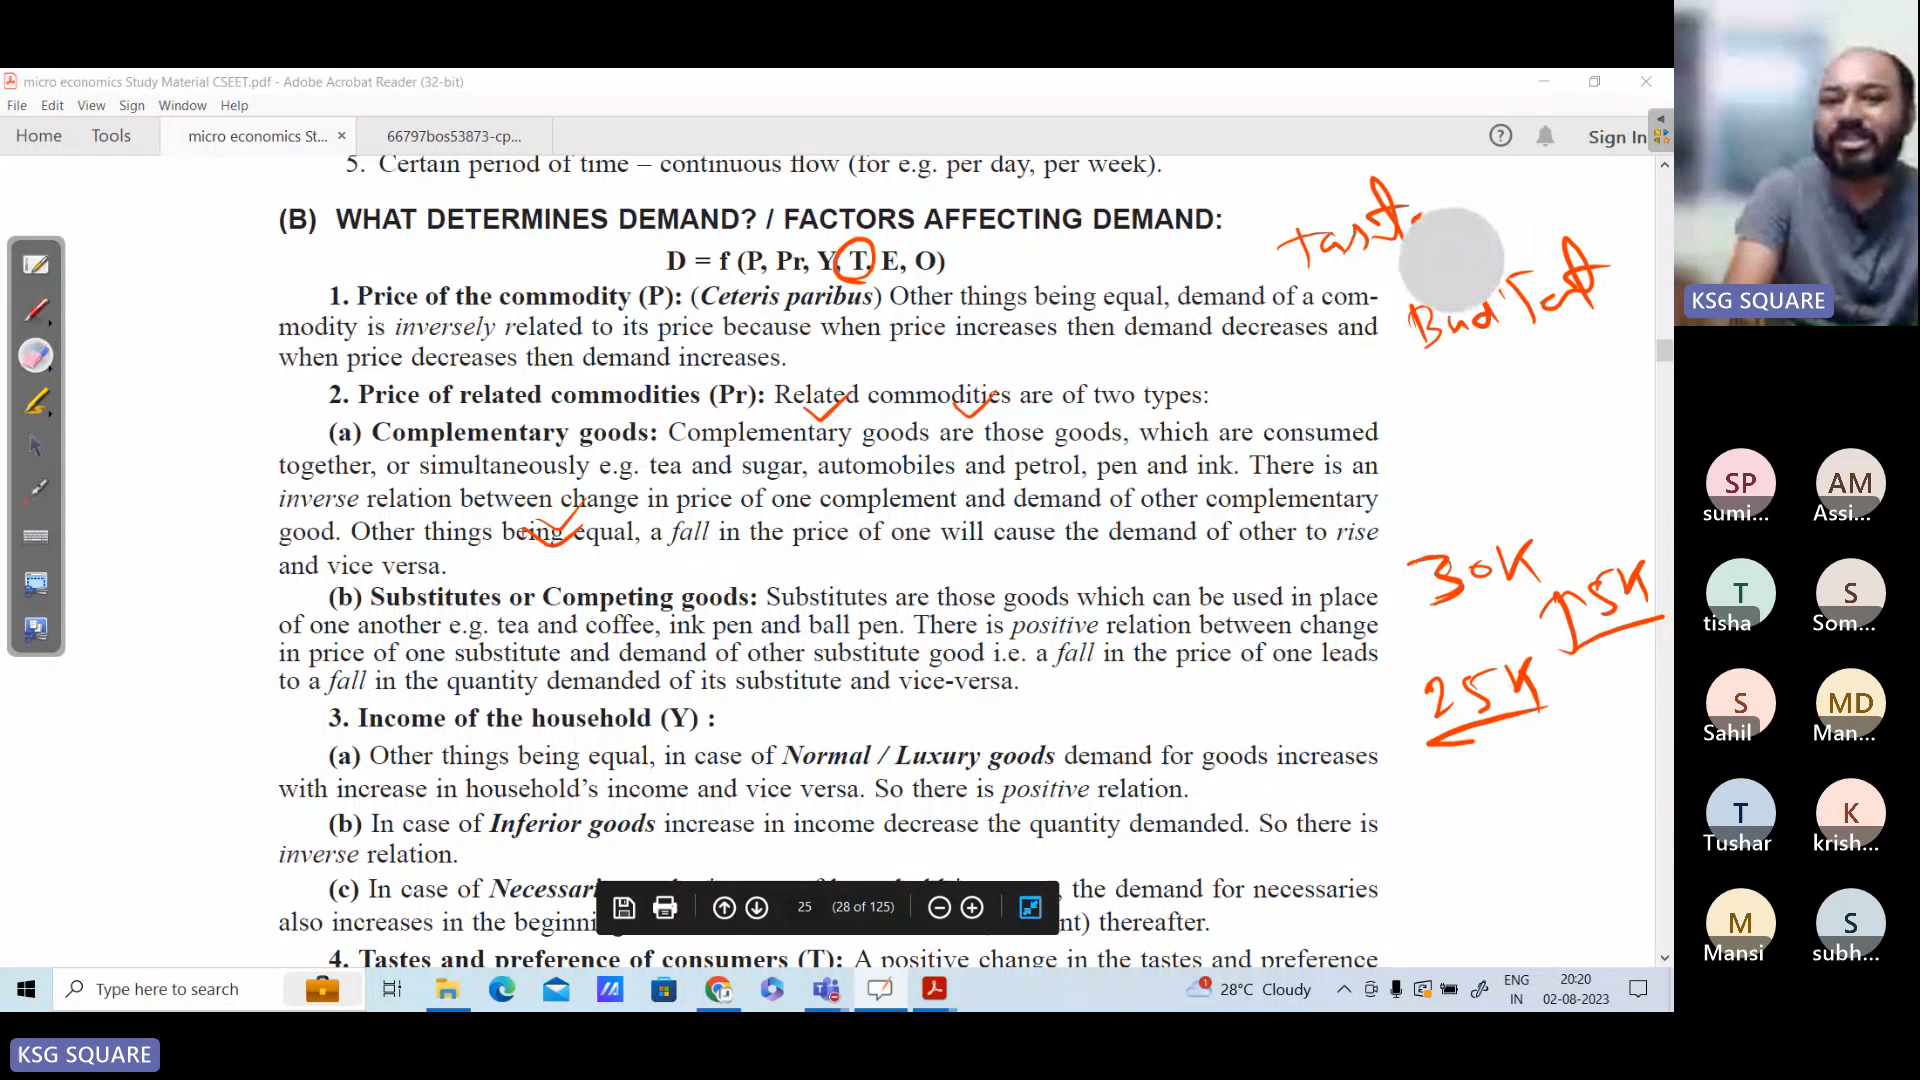 micro economics Study Material CSEET.pdf - Adobe Acrobat Reader (32-bit)
File Edit View Sign Window Help
Home Tools micro economics St... × 66797bos53873-cp... Sign In
5. Certain period of time – continuous flow (for e.g. per day, per week).
(B) WHAT DETERMINES DEMAND? / FACTORS AFFECTING DEMAND:
D = f (P, Pr, Y, T. E, O)
1. Price of the commodity (P): (Ceteris paribus) Other things being equal, demand of a com-
modity is inversely related to its price because when price increases then demand decreases and
when price decreases then demand increases.
2. Price of related commodities (Pr): Related commodities are of two types:
(a) Complementary goods: Complementary goods are those goods, which are consumed
together, or simultaneously e.g. tea and sugar, automobiles and petrol, pen and ink. There is an
inverse relation between change in price of one complement and demand of other complementary
good. Other things being equal, a fall in the price of one will cause the demand of other to rise
and vice versa.
(b) Substitutes or Competing goods: Substitutes are those goods which can be used in place
of one another e.g. tea and coffee, ink pen and ball pen. There is positive relation between change
in price of one substitute and demand of other substitute good i.e. a fall in the price of one leads
to a fall in the quantity demanded of its substitute and vice-versa.
3. Income of the household (Y) :
(a) Other things being equal, in case of Normal / Luxury goods demand for goods increases
with increase in household's income and vice versa. So there is positive relation.
(b) In case of Inferior goods increase in income decrease the quantity demanded. So there is
inverse relation.
(c) In case of Necessari the demand for necessaries
also increases in the beginni nt) thereafter.
4. Tastes and preference of consumers (T): A positive change in the tastes and preference
25 (28 of 125)
30K
5K
25K
KSG SQUARE
SP
sumi...
AM
Assi...
T
tisha
S
Som...
S
Sahil
MD
Man...
T
Tushar
K
krish...
M
Mansi
S
subh...
Type here to search
28°C Cloudy
ENG
IN
20:20
02-08-2023
KSG SQUARE